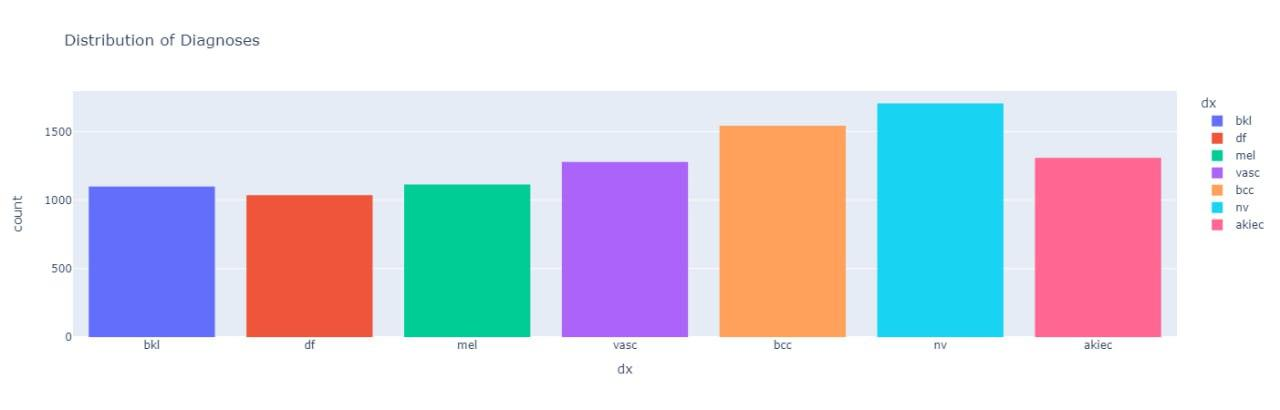 Distribution of Diagnoses
dx
bkl
df
mel
vasc
bcc
nv
akiec
count
1500
1000
500
0
bkl df mel vasc bcc nv akiec
dx